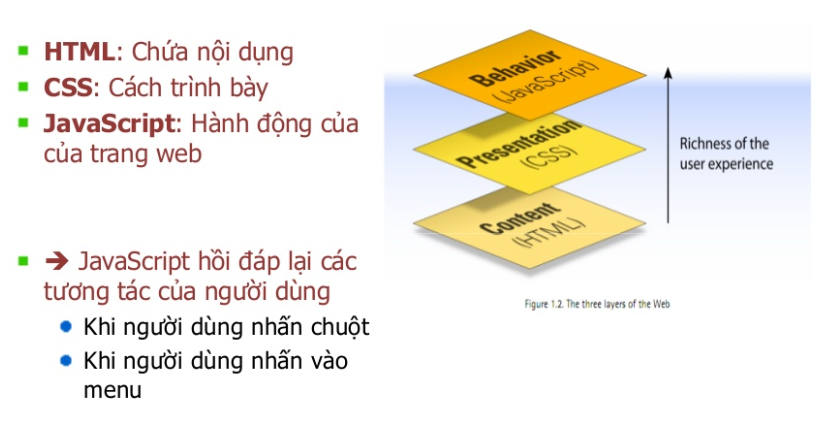 HTML: Chứa nội dụng
CSS: Cách trình bày
JavaScript: Hành động của
của trang web
➔ JavaScript hồi đáp lại các
tương tác của người dùng
Khi người dùng nhấn chuột
Khi người dùng nhấn vào
menu
Behavior
(JavaScript)
Presentation
(CSS)
Content
(HTML)
Richness of the
user experience
Figure 1.2. The three layers of the Web